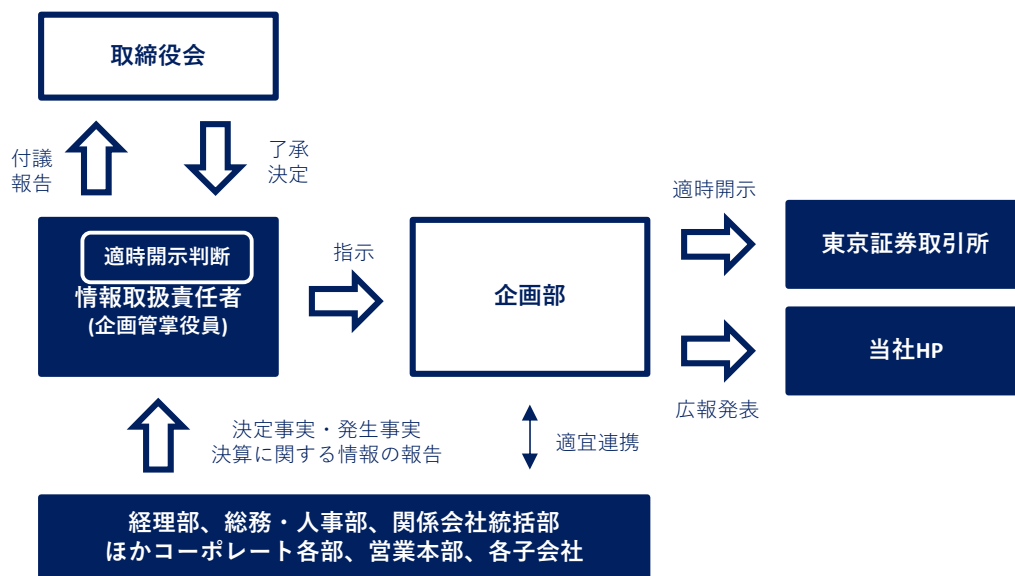 取締役会
付議
報告
了承
決定
適時開示判断
情報取扱責任者
(企画管掌役員)
指示
企画部
適時開示
東京証券取引所
当社HP
広報発表
決定事実・発生事実
決算に関する情報の報告
適宜連携
経理部、総務・人事部、関係会社統括部
ほかコーポレート各部、営業本部、各子会社